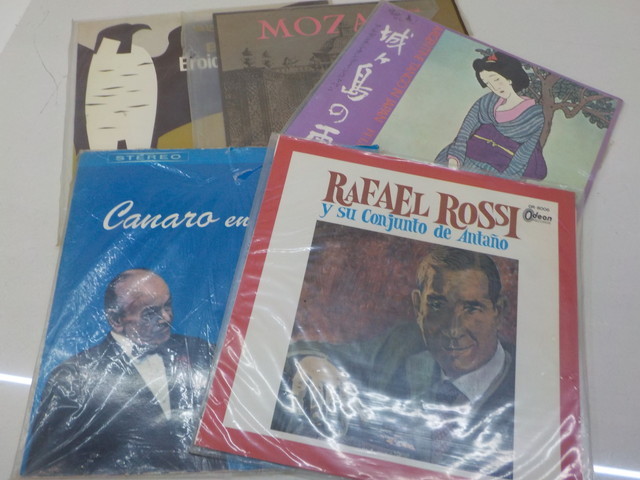 MOZA
Eroic
城ヶ島の雨
STEREO
Canaro en
RAFAEL ROSSI
y su Conjunto de Antaño
Odeon